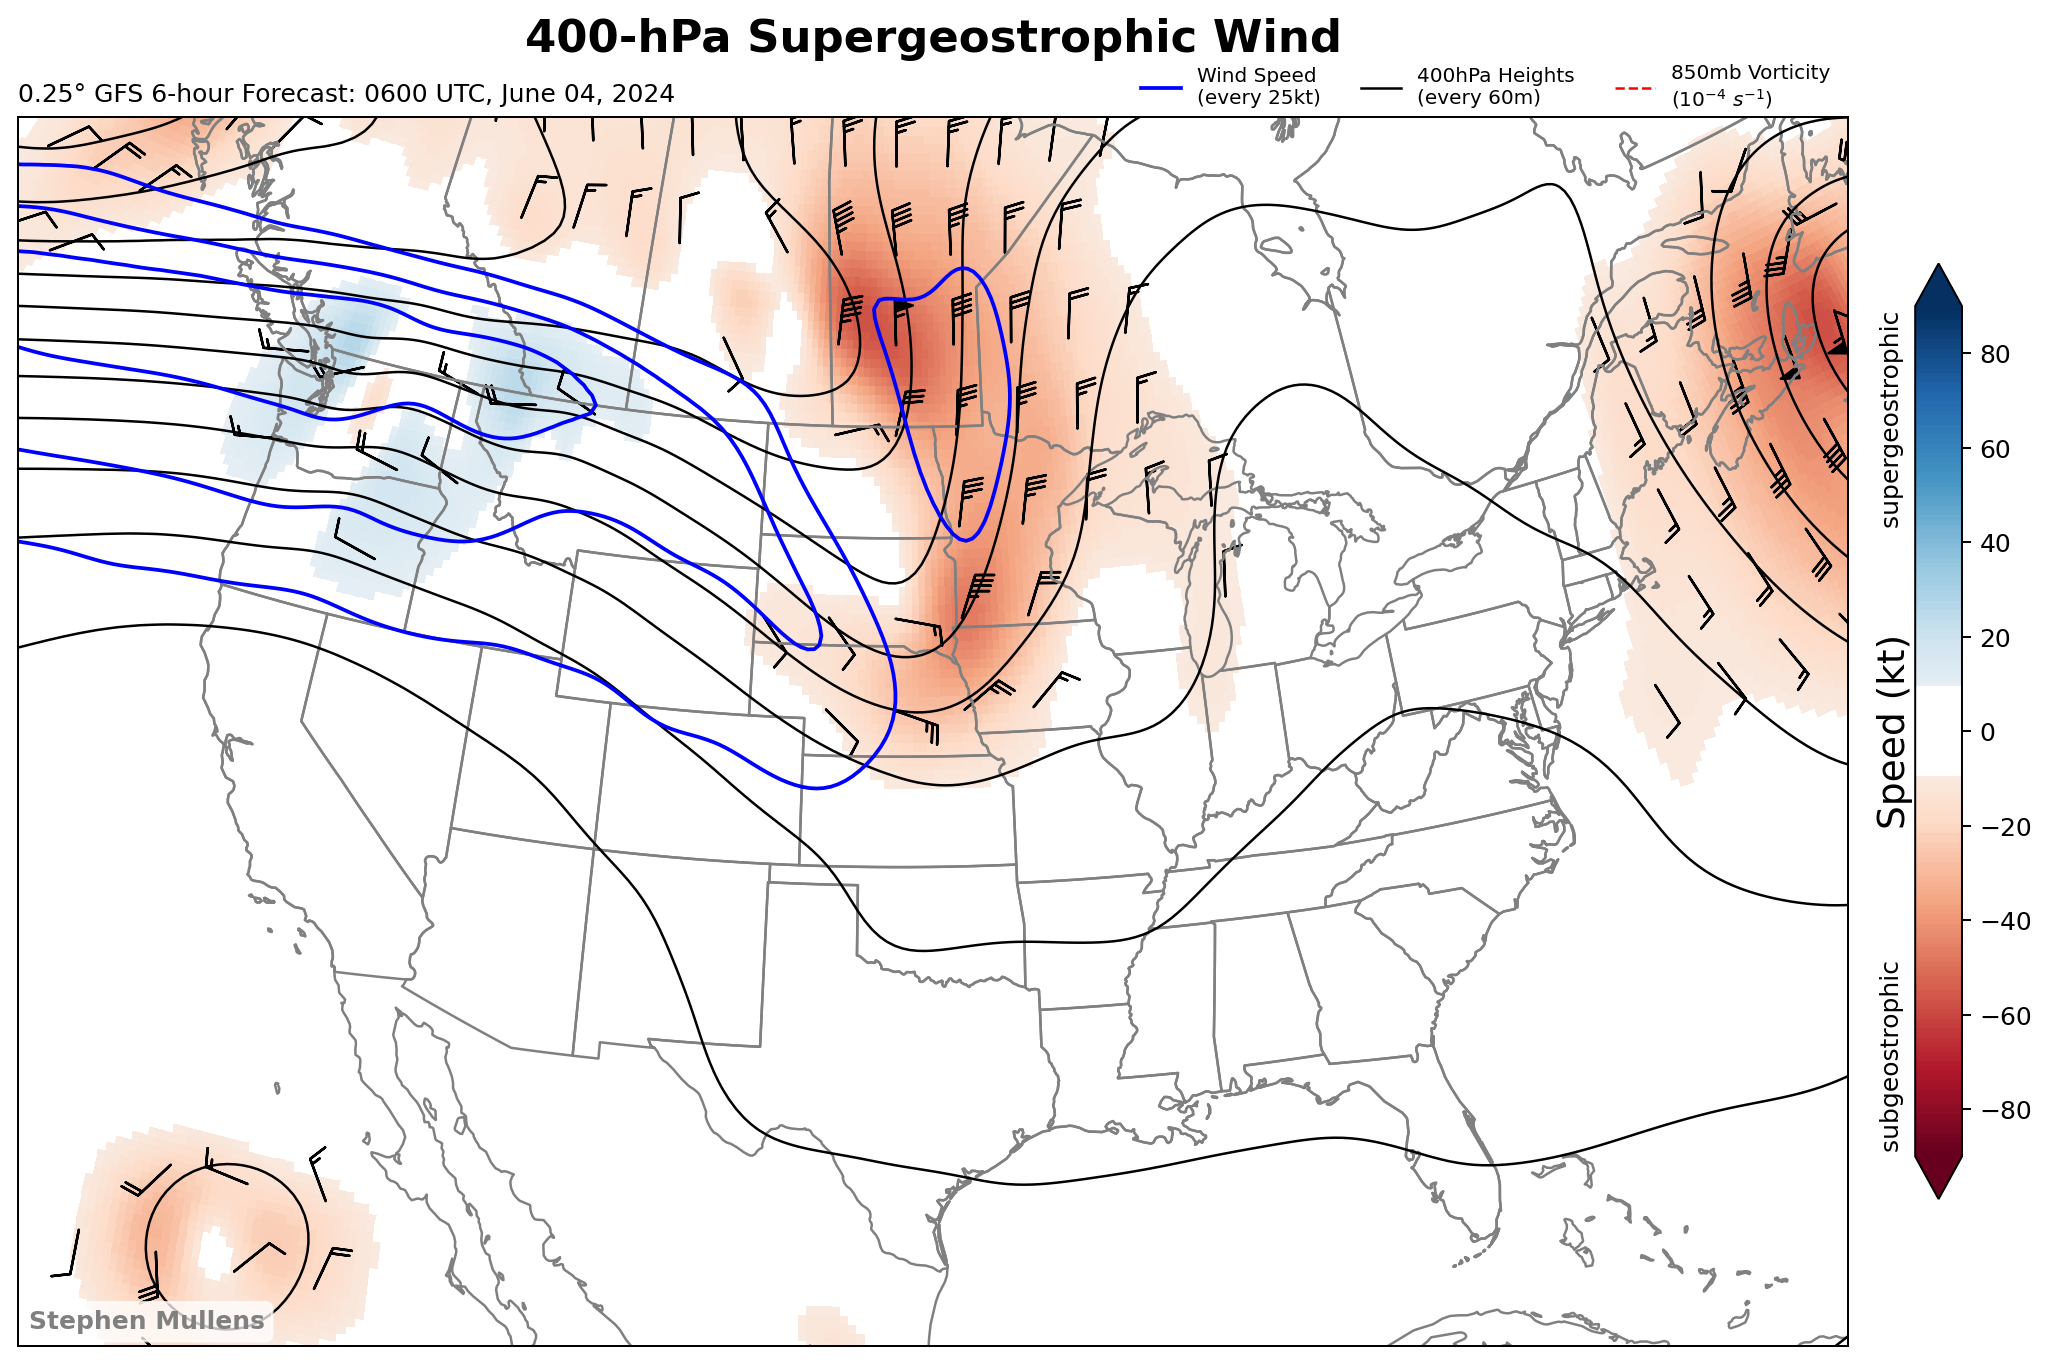 400-hPa Supergeostrophic Wind
0.25° GFS 6-hour Forecast: 0600 UTC, June 04, 2024
Wind Speed
(every 25kt)
400hPa Heights
(every 60m)
850mb Vorticity
(10⁻⁴ s⁻¹)
supergeostrophic
Speed (kt)
subgeostrophic
80
60
40
20
0
−20
−40
−60
−80
Stephen Mullens